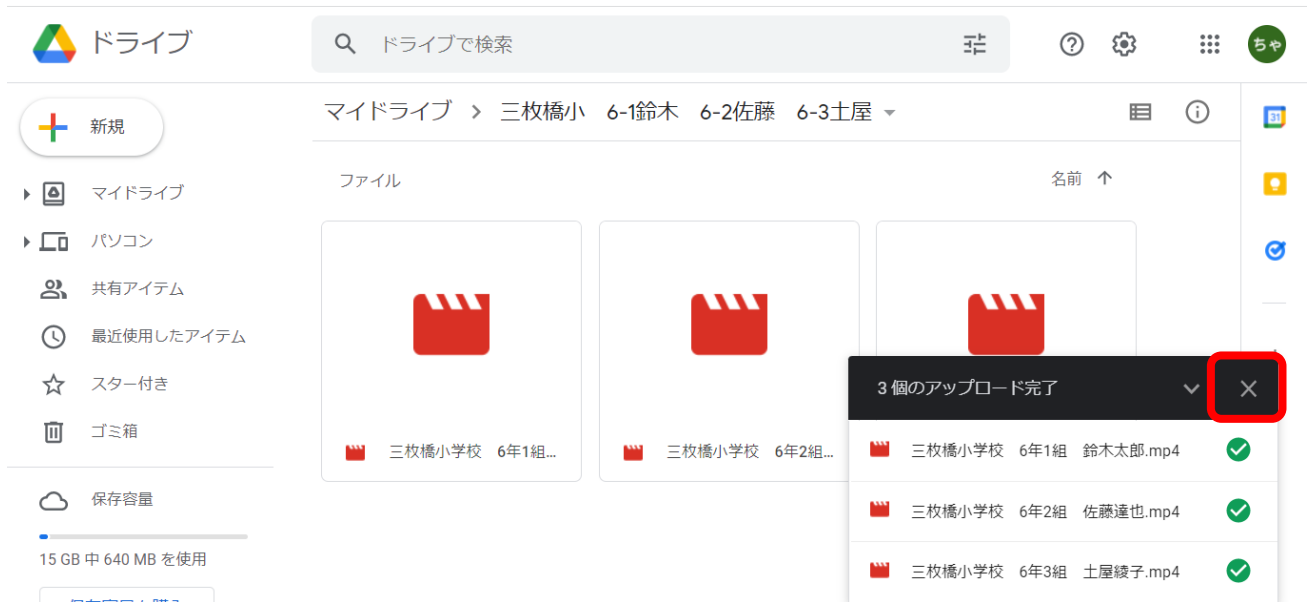 ドライブ
ドライブで検索
ちゃ
新規
マイドライブ
パソコン
共有アイテム
最近使用したアイテム
スター付き
ゴミ箱
保存容量
15 GB 中 640 MB を使用
マイドライブ > 三枚橋小　6-1鈴木　6-2佐藤　6-3土屋
31
ファイル
名前
三枚橋小学校　6年1組...
三枚橋小学校　6年2組...
3 個のアップロード完了
三枚橋小学校　6年1組　鈴木太郎.mp4
三枚橋小学校　6年2組　佐藤達也.mp4
三枚橋小学校　6年3組　土屋綾子.mp4